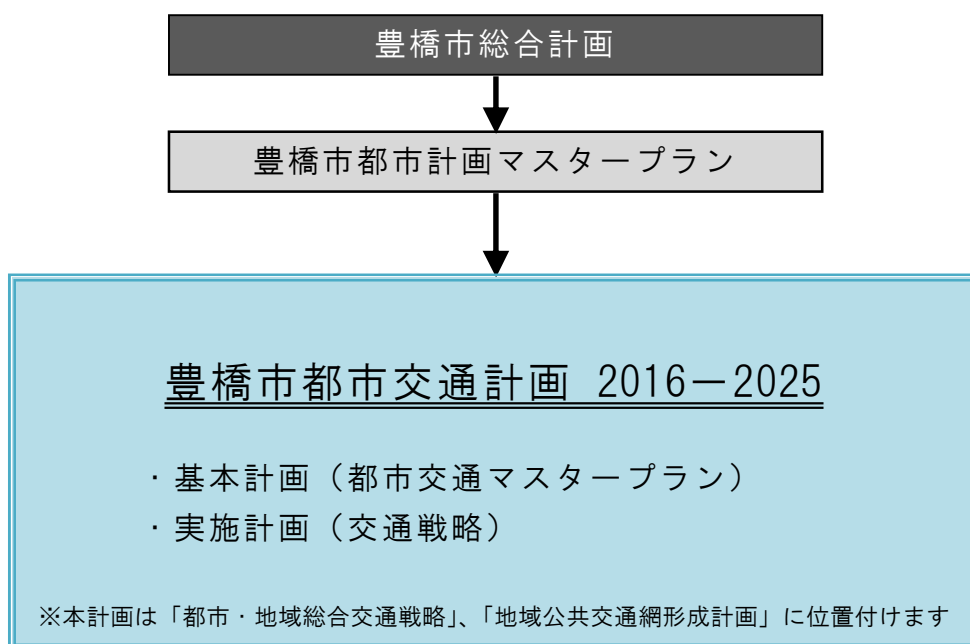 豊橋市総合計画
豊橋市都市計画マスタープラン
豊橋市都市交通計画 2016－2025
・基本計画（都市交通マスタープラン）
・実施計画（交通戦略）
※本計画は「都市・地域総合交通戦略」、「地域公共交通網形成計画」に位置付けます